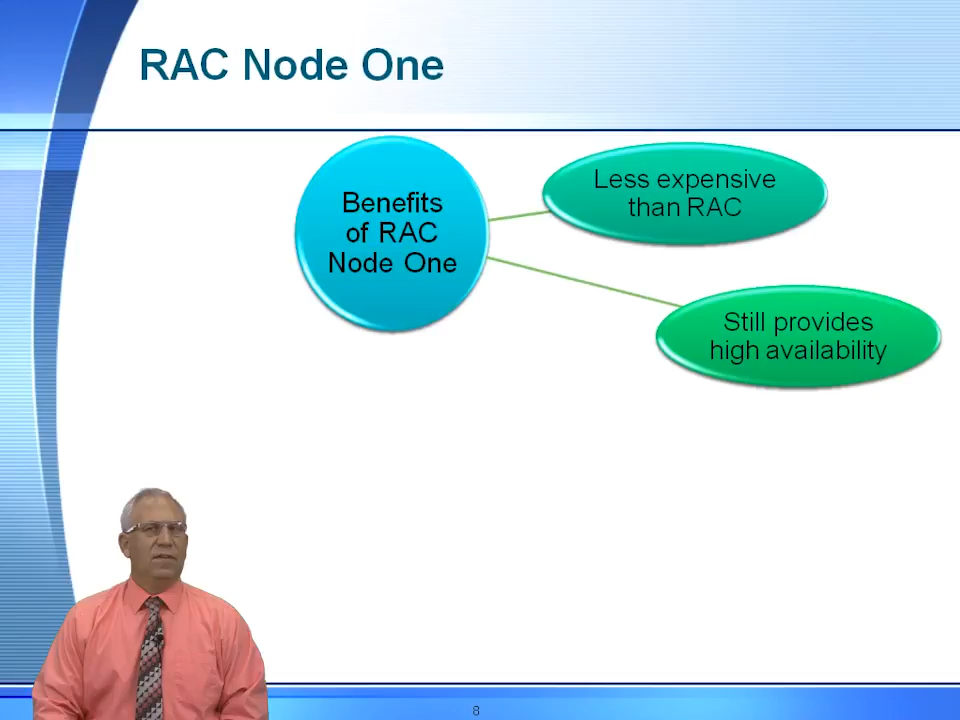 RAC Node One
Benefits
of RAC
Node One
Less expensive
than RAC
Still provides
high availability
8